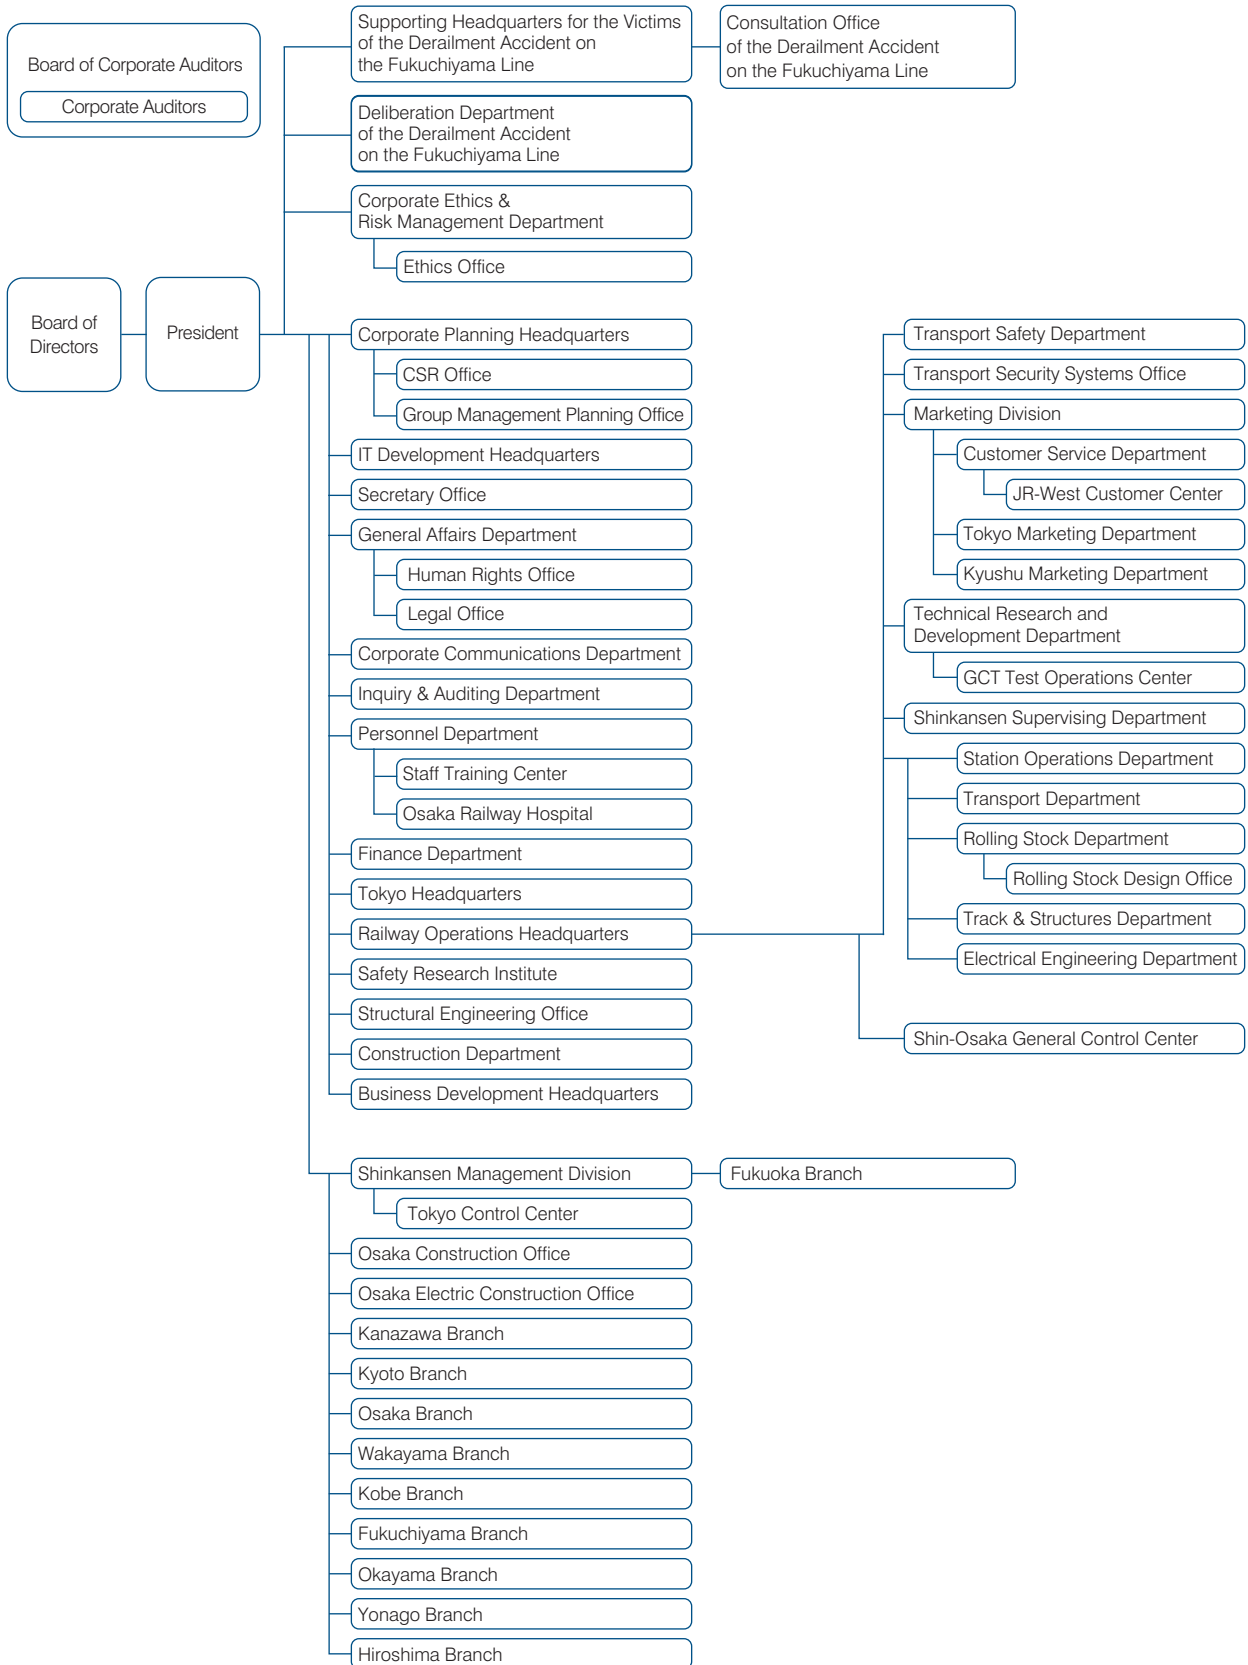 Board of Corporate Auditors
Corporate Auditors
Supporting Headquarters for the Victims
of the Derailment Accident on
the Fukuchiyama Line
Consultation Office
of the Derailment Accident
on the Fukuchiyama Line
Deliberation Department
of the Derailment Accident
on the Fukuchiyama Line
Corporate Ethics &
Risk Management Department
Ethics Office
Board of
Directors
President
Corporate Planning Headquarters
CSR Office
Group Management Planning Office
IT Development Headquarters
Secretary Office
General Affairs Department
Human Rights Office
Legal Office
Corporate Communications Department
Inquiry & Auditing Department
Personnel Department
Staff Training Center
Osaka Railway Hospital
Finance Department
Tokyo Headquarters
Railway Operations Headquarters
Safety Research Institute
Structural Engineering Office
Construction Department
Business Development Headquarters
Transport Safety Department
Transport Security Systems Office
Marketing Division
Customer Service Department
JR-West Customer Center
Tokyo Marketing Department
Kyushu Marketing Department
Technical Research and
Development Department
GCT Test Operations Center
Shinkansen Supervising Department
Station Operations Department
Transport Department
Rolling Stock Department
Rolling Stock Design Office
Track & Structures Department
Electrical Engineering Department
Shin-Osaka General Control Center
Shinkansen Management Division
Fukuoka Branch
Tokyo Control Center
Osaka Construction Office
Osaka Electric Construction Office
Kanazawa Branch
Kyoto Branch
Osaka Branch
Wakayama Branch
Kobe Branch
Fukuchiyama Branch
Okayama Branch
Yonago Branch
Hiroshima Branch